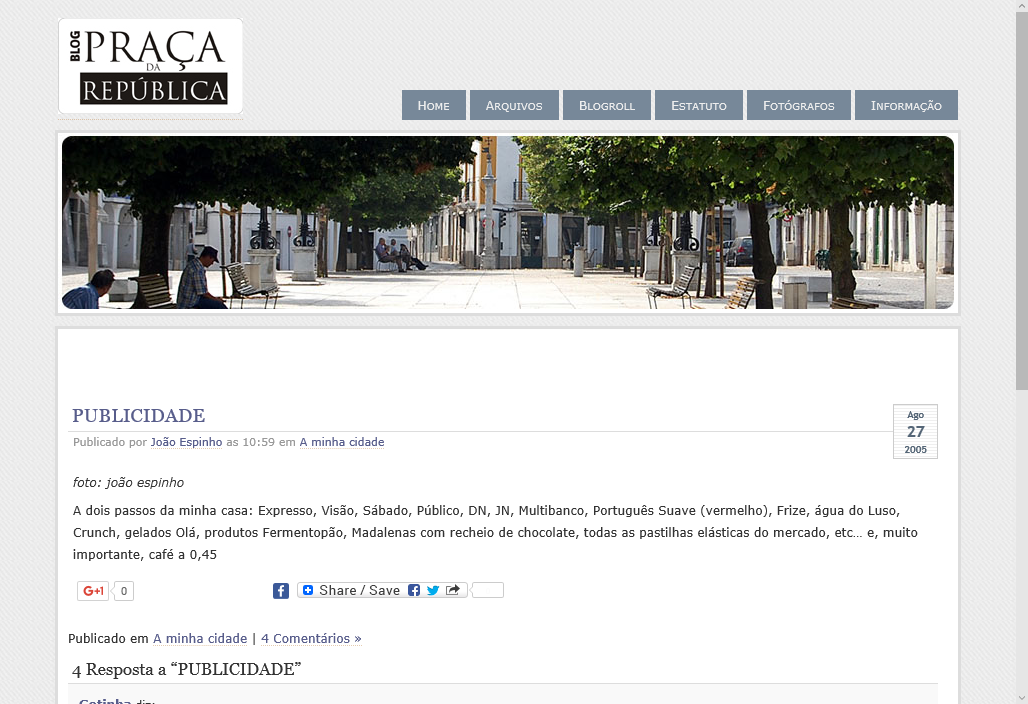 BLOG PRAÇA
DA
REPÚBLICA
Home Arquivos Blogroll Estatuto Fotógrafos Informação
PUBLICIDADE
Ago
27
2005
Publicado por João Espinho as 10:59 em A minha cidade
foto: joão espinho
A dois passos da minha casa: Expresso, Visão, Sábado, Público, DN, JN, Multibanco, Português Suave (vermelho), Frize, água do Luso,
Crunch, gelados Olá, produtos Fermentopão, Madalenas com recheio de chocolate, todas as pastilhas elásticas do mercado, etc… e, muito
importante, café a 0,45
G+1 0 Share / Save
Publicado em A minha cidade | 4 Comentários »
4 Resposta a “PUBLICIDADE”